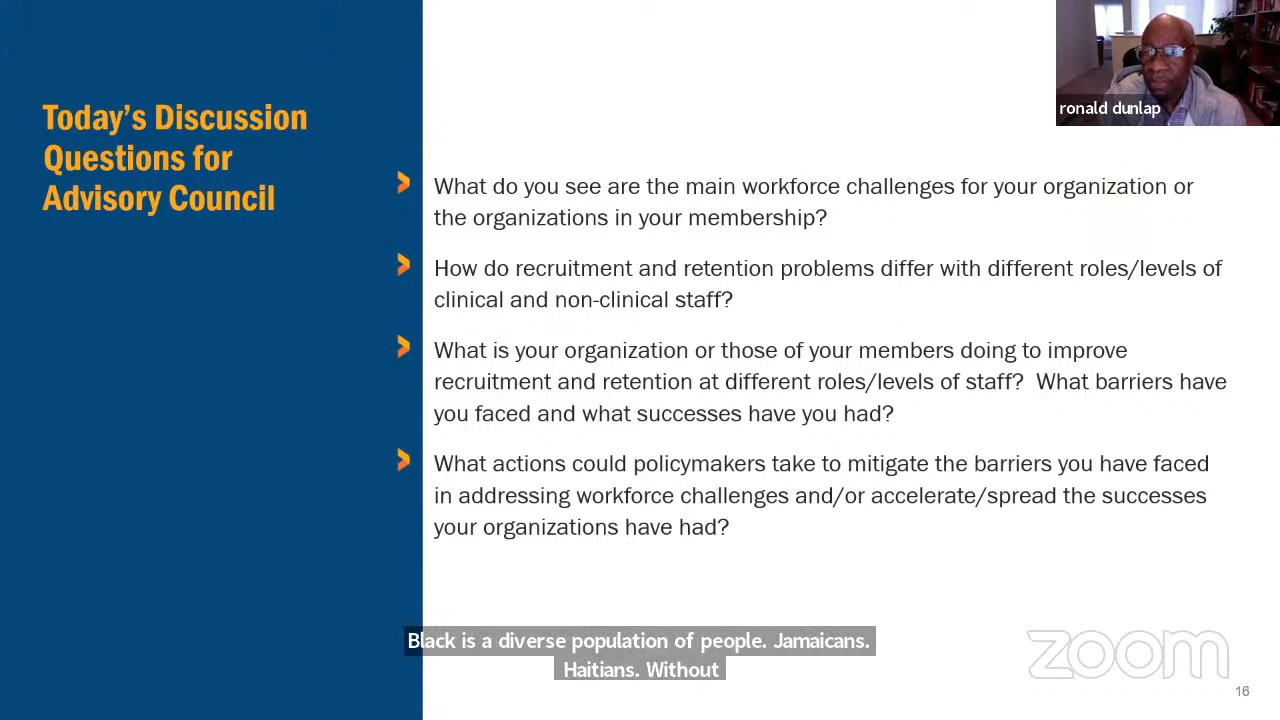 Today's Discussion
Questions for
Advisory Council
ronald dunlap
What do you see are the main workforce challenges for your organization or
the organizations in your membership?
How do recruitment and retention problems differ with different roles/levels of
clinical and non-clinical staff?
What is your organization or those of your members doing to improve
recruitment and retention at different roles/levels of staff?  What barriers have
you faced and what successes have you had?
What actions could policymakers take to mitigate the barriers you have faced
in addressing workforce challenges and/or accelerate/spread the successes
your organizations have had?
Black is a diverse population of people. Jamaicans.
Haitians. Without
zoom
16